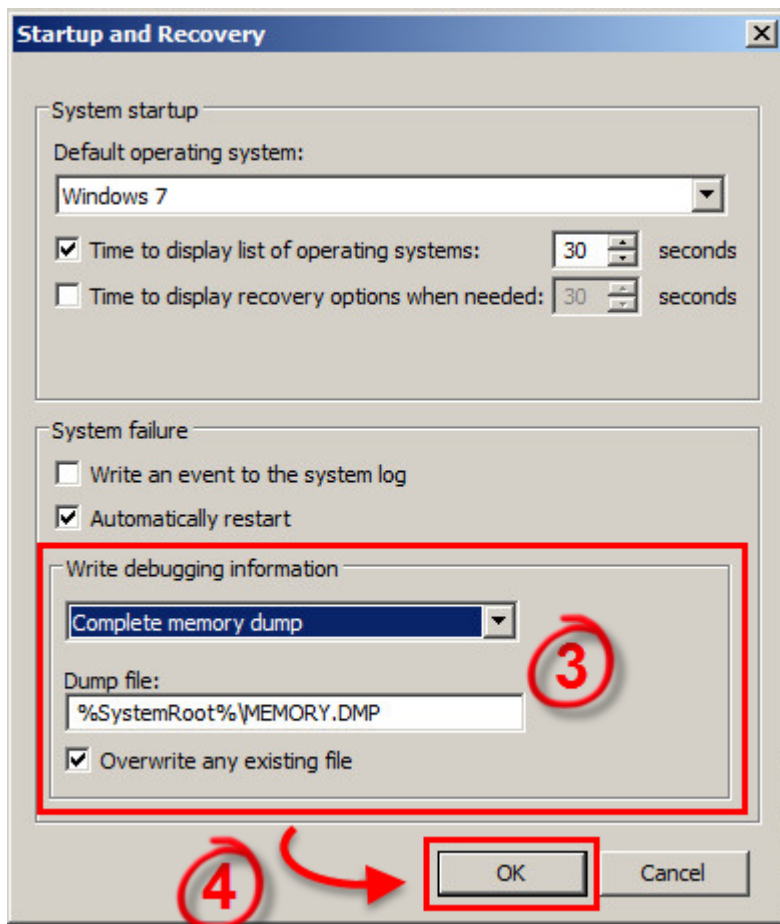 Startup and Recovery
System startup
Default operating system:
Windows 7
Time to display list of operating systems: 30 seconds
Time to display recovery options when needed: 30 seconds
System failure
Write an event to the system log
Automatically restart
Write debugging information
Complete memory dump
3
Dump file:
%SystemRoot%\MEMORY.DMP
Overwrite any existing file
4
OK Cancel